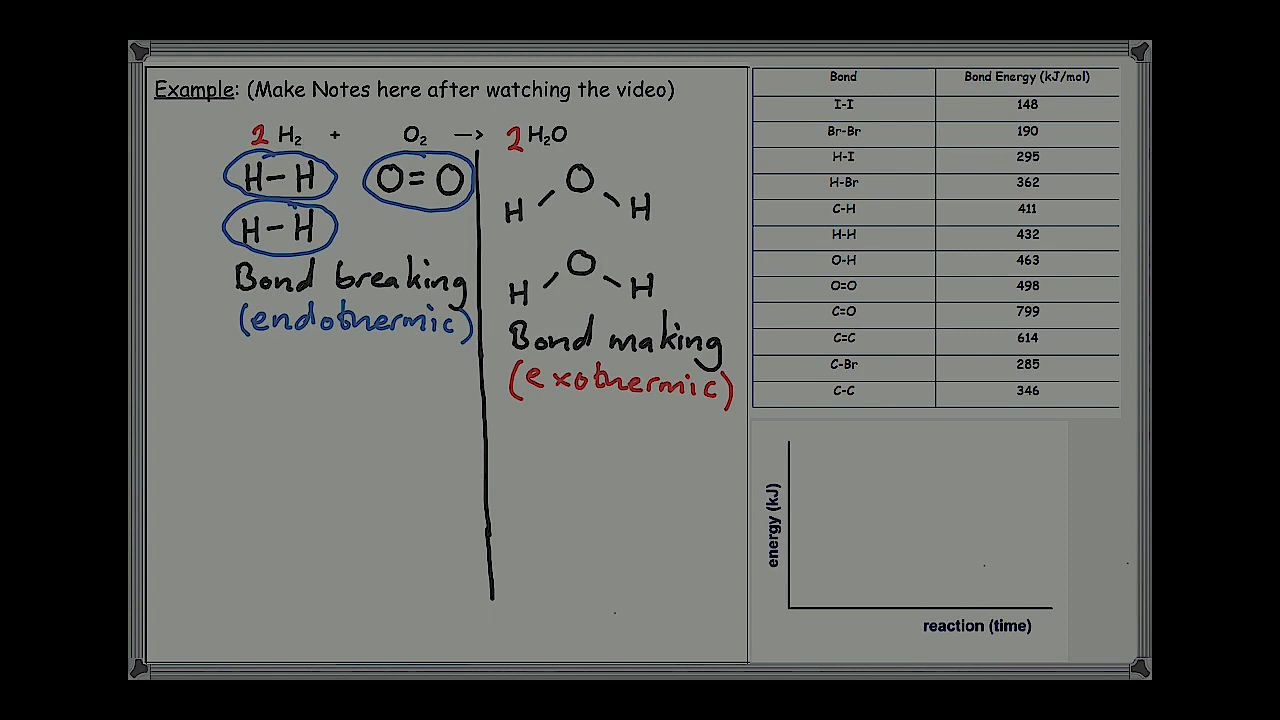 Example: (Make Notes here after watching the video)
2 H₂ + O₂ —> 2 H₂O
H–H O=O
H–H
O
H H
O
H H
Bond breaking
(endothermic)
Bond making
(exothermic)
Bond Bond Energy (kJ/mol)
I-I 148
Br-Br 190
H-I 295
H-Br 362
C-H 411
H-H 432
O-H 463
O=O 498
C=O 799
C=C 614
C-Br 285
C-C 346
energy (kJ)
reaction (time)